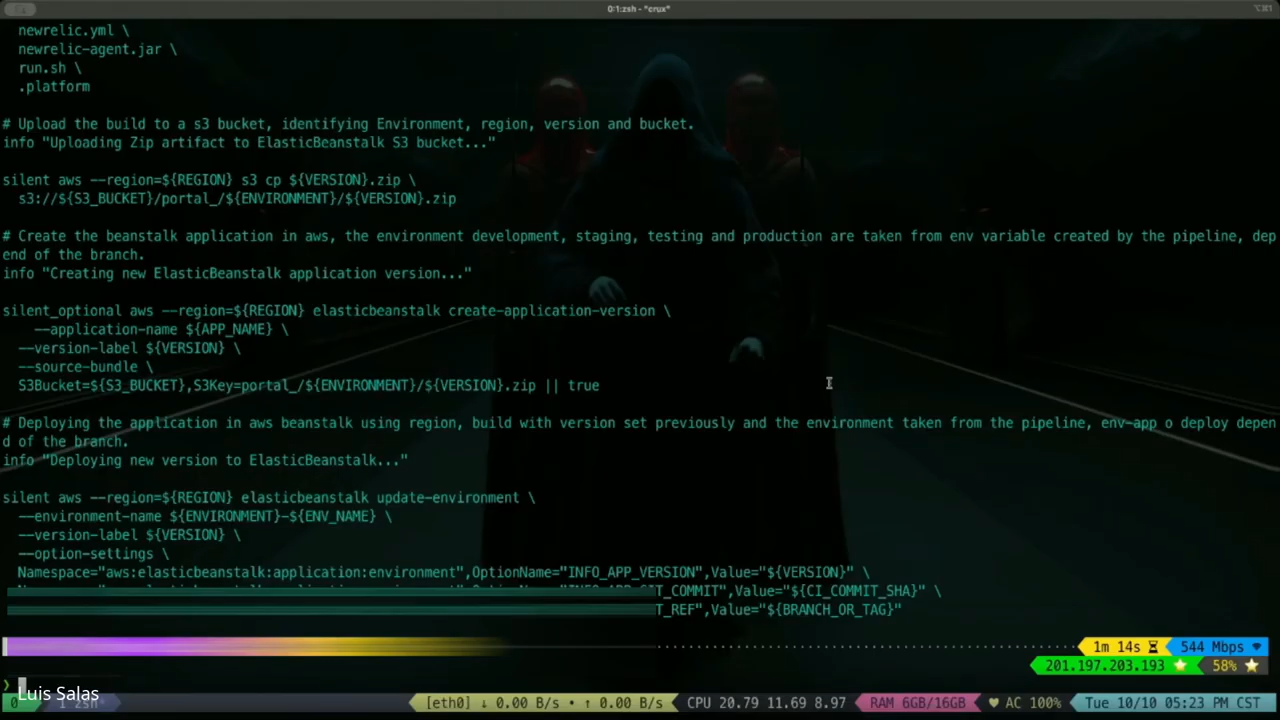 0:1:zsh - "crux"
⌥⌘1
newrelic.yml \
newrelic-agent.jar \
run.sh \
.platform
# Upload the build to a s3 bucket, identifying Environment, region, version and bucket.
info "Uploading Zip artifact to ElasticBeanstalk S3 bucket..."
silent aws --region=${REGION} s3 cp ${VERSION}.zip \
s3://${S3_BUCKET}/portal_/${ENVIRONMENT}/${VERSION}.zip
# Create the beanstalk application in aws, the environment development, staging, testing and production are taken from env variable created by the pipeline, dep
end of the branch.
info "Creating new ElasticBeanstalk application version..."
silent_optional aws --region=${REGION} elasticbeanstalk create-application-version \
--application-name ${APP_NAME} \
--version-label ${VERSION} \
--source-bundle \
S3Bucket=${S3_BUCKET},S3Key=portal_/${ENVIRONMENT}/${VERSION}.zip || true
# Deploying the application in aws beanstalk using region, build with version set previously and the environment taken from the pipeline, env-app o deploy depen
d of the branch.
info "Deploying new version to ElasticBeanstalk..."
silent aws --region=${REGION} elasticbeanstalk update-environment \
--environment-name ${ENVIRONMENT}-${ENV_NAME} \
--version-label ${VERSION} \
--option-settings \
Namespace="aws:elasticbeanstalk:application:environment",OptionName="INFO_APP_VERSION",Value="${VERSION}" \
T_COMMIT",Value="${CI_COMMIT_SHA}" \
T_REF",Value="${BRANCH_OR_TAG}"
1m 14s 544 Mbps
201.197.203.193 58%
❯ Luis Salas
0 1 zsh [eth0] ↓ 0.00 B/s • ↑ 0.00 B/s CPU 20.79 11.69 8.97 RAM 6GB/16GB ♥ AC 100% Tue 10/10 05:23 PM CST